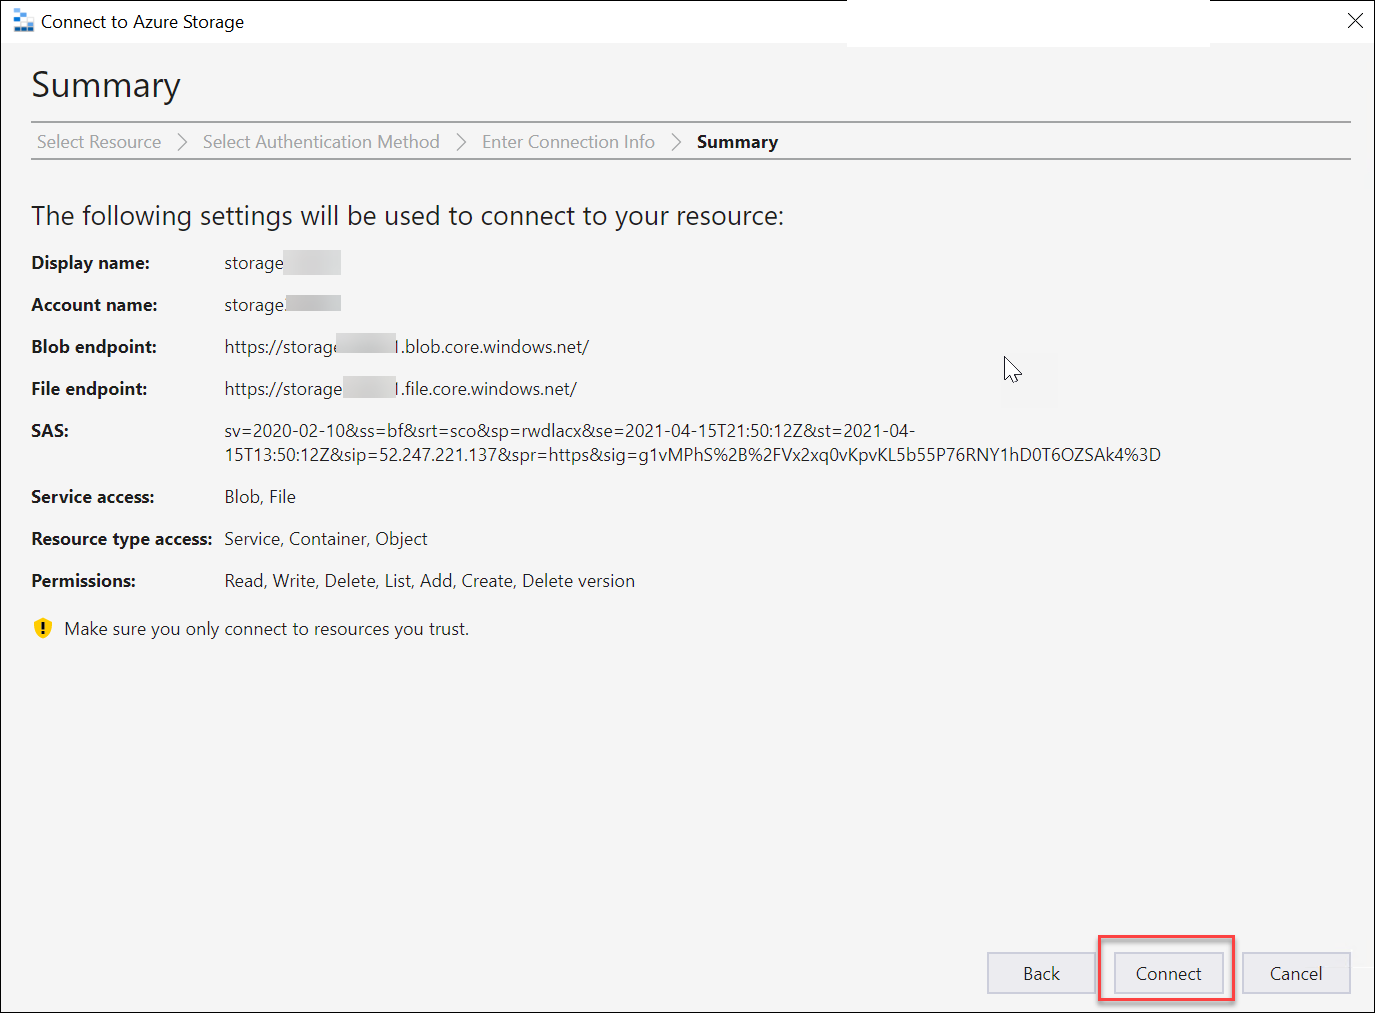 Connect to Azure Storage
Summary
Select Resource > Select Authentication Method > Enter Connection Info > Summary
The following settings will be used to connect to your resource:
Display name: storage
Account name: storage
Blob endpoint: https://storage 1.blob.core.windows.net/
File endpoint: https://storage 1.file.core.windows.net/
SAS: sv=2020-02-10&ss=bf&srt=sco&sp=rwdlacx&se=2021-04-15T21:50:12Z&st=2021-04-
15T13:50:12Z&sip=52.247.221.137&spr=https&sig=g1vMPhS%2B%2FVx2xq0vKpvKL5b55P76RNY1hD0T6OZSAk4%3D
Service access: Blob, File
Resource type access: Service, Container, Object
Permissions: Read, Write, Delete, List, Add, Create, Delete version
Make sure you only connect to resources you trust.
Back Connect Cancel